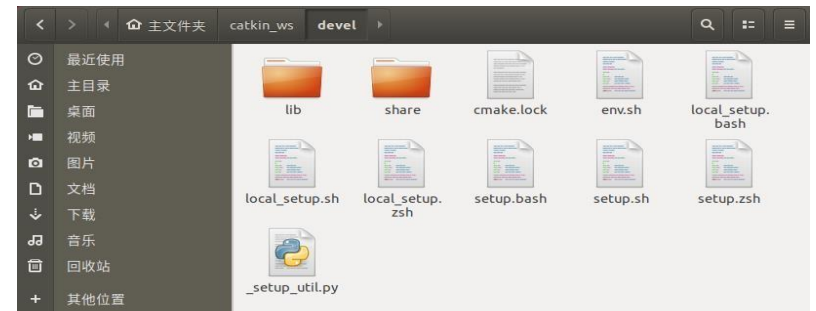 主文件夹 catkin_ws devel
最近使用
主目录
桌面
视频
图片
文档
下载
音乐
回收站
其他位置
lib share cmake.lock env.sh local_setup.
bash
local_setup.sh local_setup. setup.bash setup.sh setup.zsh
zsh
_setup_util.py